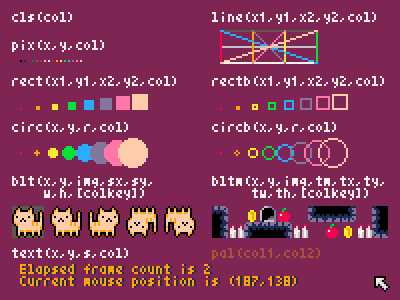 cls(col)
line(x1,y1,x2,y2,col)
pix(x,y,col)
rect(x1,y1,x2,y2,col)
rectb(x1,y1,x2,y2,col)
circ(x,y,r,col)
circb(x,y,r,col)
blt(x,y,img,sx,sy,
w,h,[colkey])
bltm(x,y,img,tx,ty,
tw,th,[colkey])
text(x,y,s,col)
pal(col1,col2)
Elapsed frame count is 2
Current mouse position is (187,138)